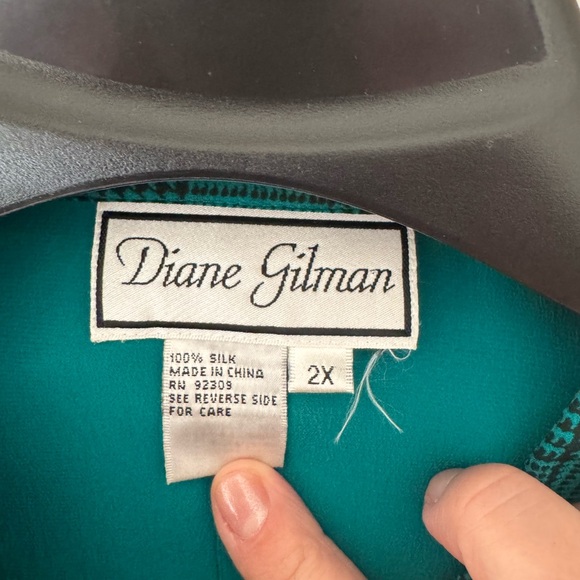 Diane Gilman
100% SILK
MADE IN CHINA
RN 92309
SEE REVERSE SIDE
FOR CARE
2X